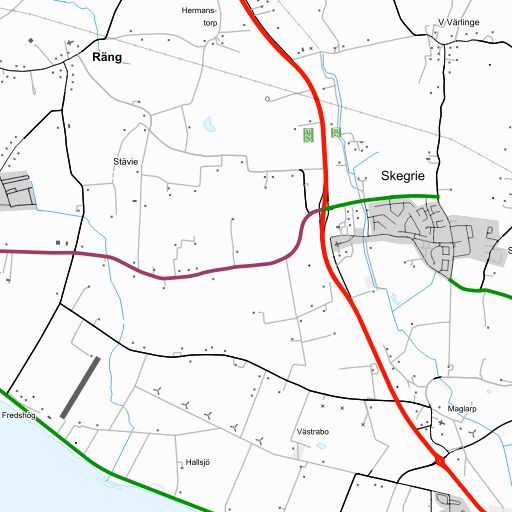 Hermans-
torp
V Värlinge
Räng
Stävie
Skegrie
S
Maglarp
Fredshög
Västrabo
Hallsjö